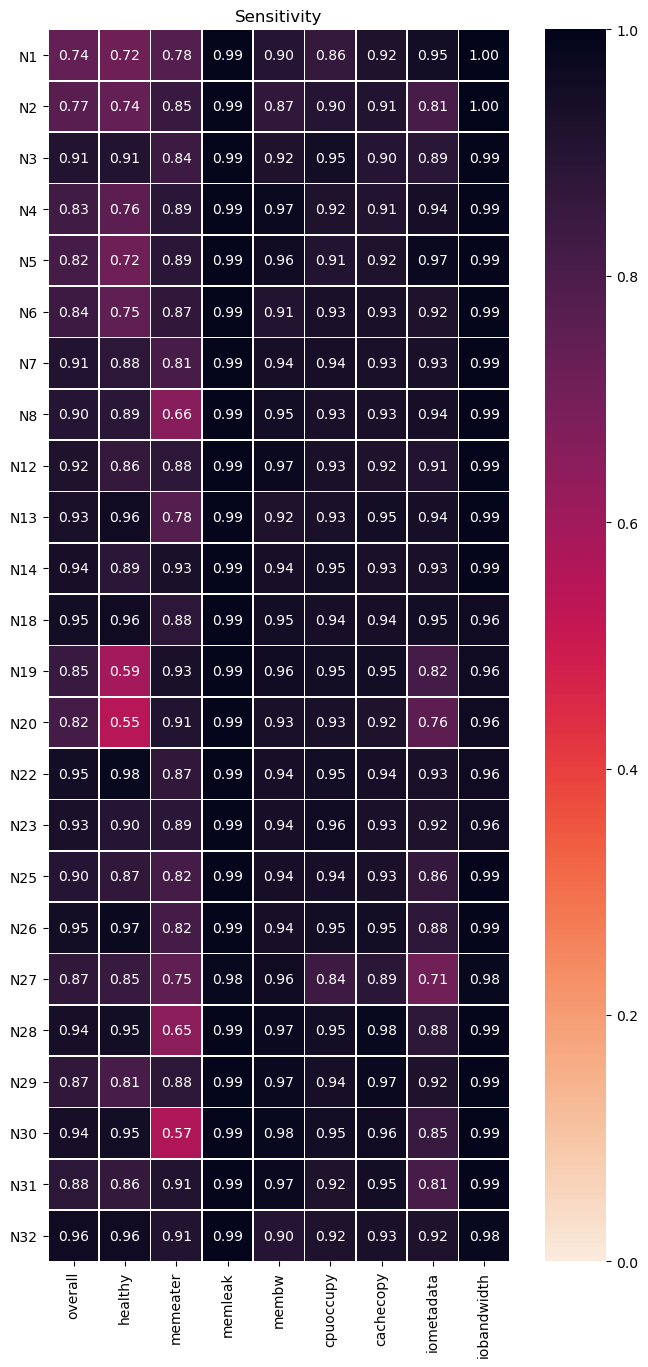 Sensitivity
N1 0.74 0.72 0.78 0.99 0.90 0.86 0.92 0.95 1.00
N2 0.77 0.74 0.85 0.99 0.87 0.90 0.91 0.81 1.00
N3 0.91 0.91 0.84 0.99 0.92 0.95 0.90 0.89 0.99
N4 0.83 0.76 0.89 0.99 0.97 0.92 0.91 0.94 0.99
N5 0.82 0.72 0.89 0.99 0.96 0.91 0.92 0.97 0.99
N6 0.84 0.75 0.87 0.99 0.91 0.93 0.93 0.92 0.99
N7 0.91 0.88 0.81 0.99 0.94 0.94 0.93 0.93 0.99
N8 0.90 0.89 0.66 0.99 0.95 0.93 0.93 0.94 0.99
N12 0.92 0.86 0.88 0.99 0.97 0.93 0.92 0.91 0.99
N13 0.93 0.96 0.78 0.99 0.92 0.93 0.95 0.94 0.99
N14 0.94 0.89 0.93 0.99 0.94 0.95 0.93 0.93 0.99
N18 0.95 0.96 0.88 0.99 0.95 0.94 0.94 0.95 0.96
N19 0.85 0.59 0.93 0.99 0.96 0.95 0.95 0.82 0.96
N20 0.82 0.55 0.91 0.99 0.93 0.93 0.92 0.76 0.96
N22 0.95 0.98 0.87 0.99 0.94 0.95 0.94 0.93 0.96
N23 0.93 0.90 0.89 0.99 0.94 0.96 0.93 0.92 0.96
N25 0.90 0.87 0.82 0.99 0.94 0.94 0.93 0.86 0.99
N26 0.95 0.97 0.82 0.99 0.94 0.95 0.95 0.88 0.99
N27 0.87 0.85 0.75 0.98 0.96 0.84 0.89 0.71 0.98
N28 0.94 0.95 0.65 0.99 0.97 0.95 0.98 0.88 0.99
N29 0.87 0.81 0.88 0.99 0.97 0.94 0.97 0.92 0.99
N30 0.94 0.95 0.57 0.99 0.98 0.95 0.96 0.85 0.99
N31 0.88 0.86 0.91 0.99 0.97 0.92 0.95 0.81 0.99
N32 0.96 0.96 0.91 0.99 0.90 0.92 0.93 0.92 0.98
overall healthy memeater memleak membw cpuoccupy cachecopy iometadata iobandwidth
1.0
0.8
0.6
0.4
0.2
0.0